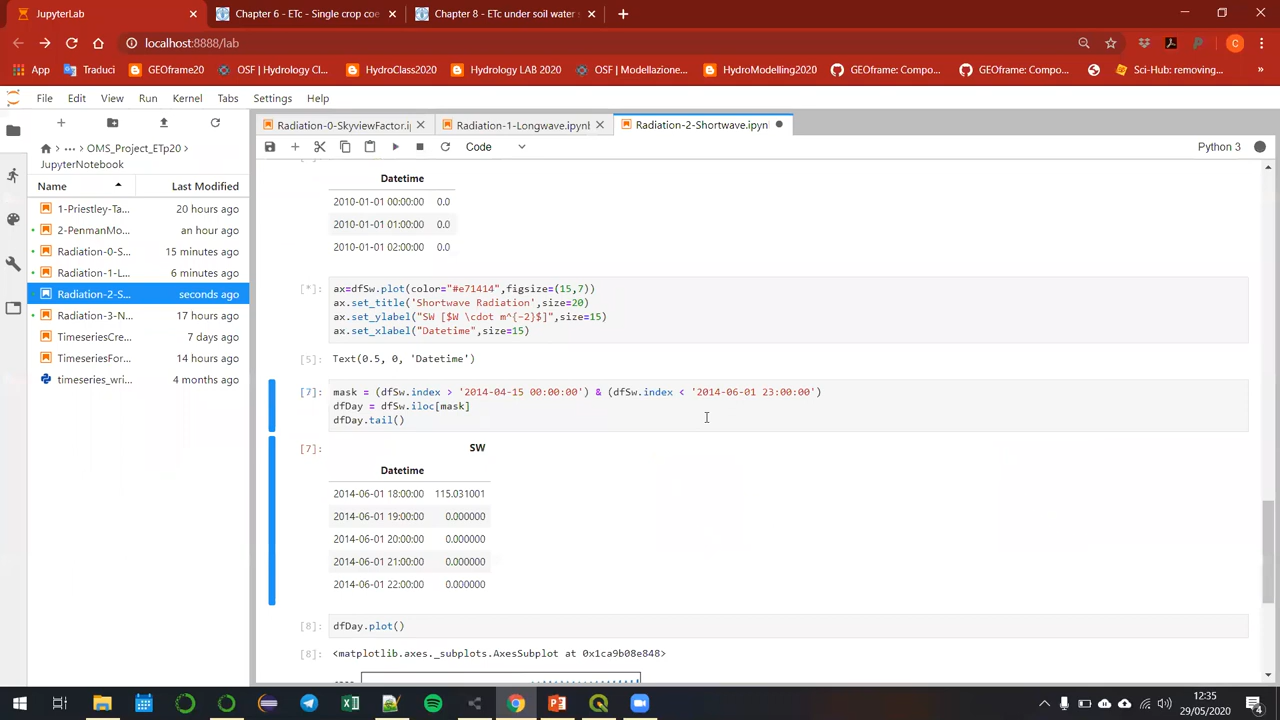 JupyterLab
Chapter 6 - ETc - Single crop coe
Chapter 8 - ETc under soil water
localhost:8888/lab
App
Traduci
GEOframe20
OSF | Hydrology Cl...
HydroClass2020
Hydrology LAB 2020
OSF | Modellazione...
HydroModelling2020
GEOframe: Compo...
GEOframe: Compo...
Sci-Hub: removing...
»
File Edit View Run Kernel Tabs Settings Help
Radiation-0-SkyviewFactor.i
Radiation-1-Longwave.ipynb
Radiation-2-Shortwave.ipyn
Code
Python 3
··· OMS_Project_ETp20 >
JupyterNotebook
Name Last Modified
1-Priestley-Ta... 20 hours ago
2-PenmanMo... an hour ago
Radiation-0-S... 15 minutes ago
Radiation-1-L... 6 minutes ago
Radiation-2-S... seconds ago
Radiation-3-N... 17 hours ago
TimeseriesCre... 7 days ago
TimeseriesFor... 14 hours ago
timeseries_wri... 4 months ago
Datetime
2010-01-01 00:00:00 0.0
2010-01-01 01:00:00 0.0
2010-01-01 02:00:00 0.0
[*]: ax=dfSw.plot(color="#e71414",figsize=(15,7))
ax.set_title('Shortwave Radiation',size=20)
ax.set_ylabel("SW [$W \cdot m^{-2}$]",size=15)
ax.set_xlabel("Datetime",size=15)
[5]: Text(0.5, 0, 'Datetime')
[7]: mask = (dfSw.index > '2014-04-15 00:00:00') & (dfSw.index < '2014-06-01 23:00:00')
dfDay = dfSw.iloc[mask]
dfDay.tail()
[7]: SW
Datetime
2014-06-01 18:00:00 115.031001
2014-06-01 19:00:00 0.000000
2014-06-01 20:00:00 0.000000
2014-06-01 21:00:00 0.000000
2014-06-01 22:00:00 0.000000
[8]: dfDay.plot()
[8]: <matplotlib.axes._subplots.AxesSubplot at 0x1ca9b08e848>
12:35
29/05/2020